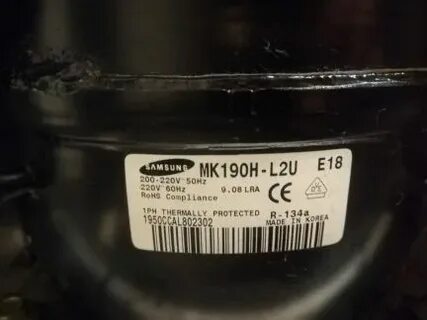 SAMSUNG MK190H-L2U E18
200-220V~50Hz
220V~60Hz 9.08 LRA CE
RoHS Compliance
1PH THERMALLY PROTECTED R-134a
MADE IN KOREA
1950CCAL802302